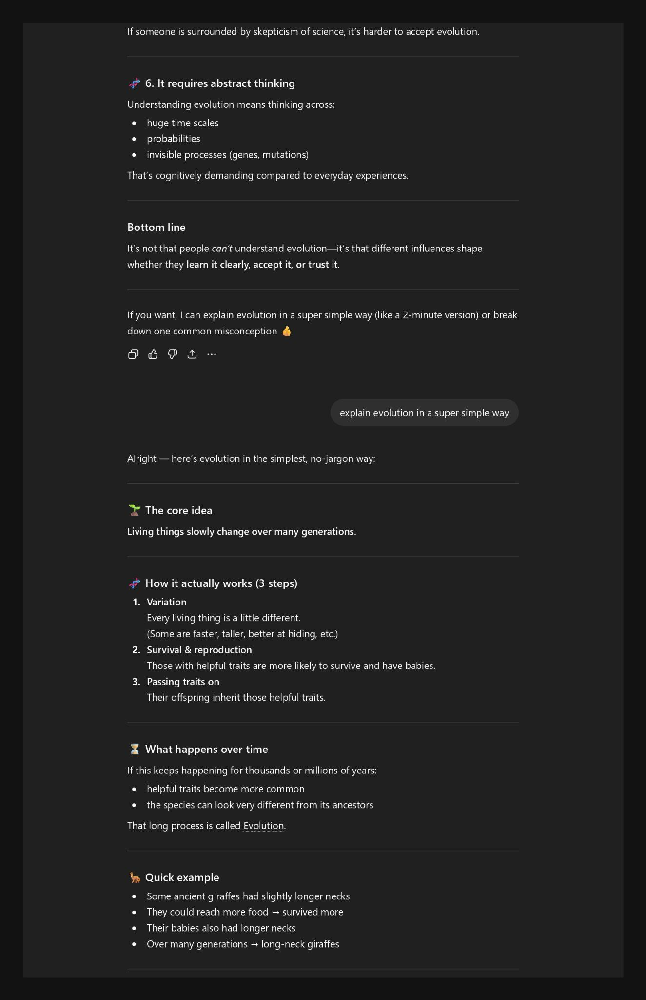 If someone is surrounded by skepticism of science, it’s harder to accept evolution.
🧬 6. It requires abstract thinking
Understanding evolution means thinking across:
• huge time scales
• probabilities
• invisible processes (genes, mutations)
That’s cognitively demanding compared to everyday experiences.
Bottom line
It’s not that people can’t understand evolution—it’s that different influences shape
whether they learn it clearly, accept it, or trust it.
If you want, I can explain evolution in a super simple way (like a 2-minute version) or break
down one common misconception 👍
explain evolution in a super simple way
Alright — here’s evolution in the simplest, no-jargon way:
🌱 The core idea
Living things slowly change over many generations.
🧬 How it actually works (3 steps)
1. Variation
Every living thing is a little different.
(Some are faster, taller, better at hiding, etc.)
2. Survival & reproduction
Those with helpful traits are more likely to survive and have babies.
3. Passing traits on
Their offspring inherit those helpful traits.
⏳ What happens over time
If this keeps happening for thousands or millions of years:
• helpful traits become more common
• the species can look very different from its ancestors
That long process is called Evolution.
🦒 Quick example
• Some ancient giraffes had slightly longer necks
• They could reach more food → survived more
• Their babies also had longer necks
• Over many generations → long-neck giraffes